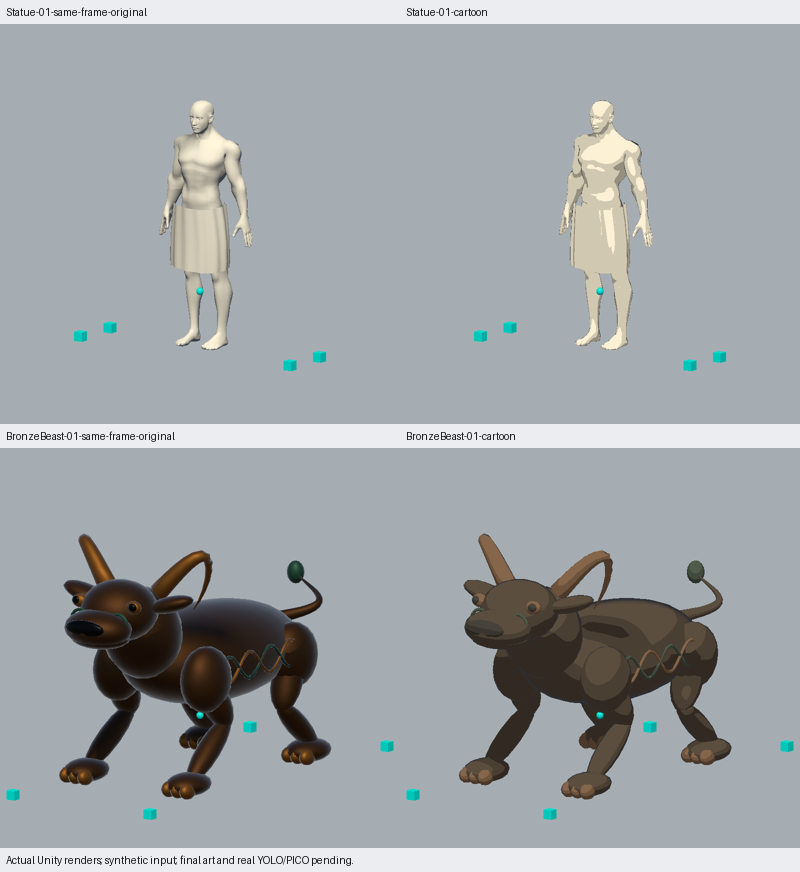 Statue-01-same-frame-original
Statue-01-cartoon
BronzeBeast-01-same-frame-original
BronzeBeast-01-cartoon
Actual Unity renders; synthetic input; final art and real YOLO/PICO pending.